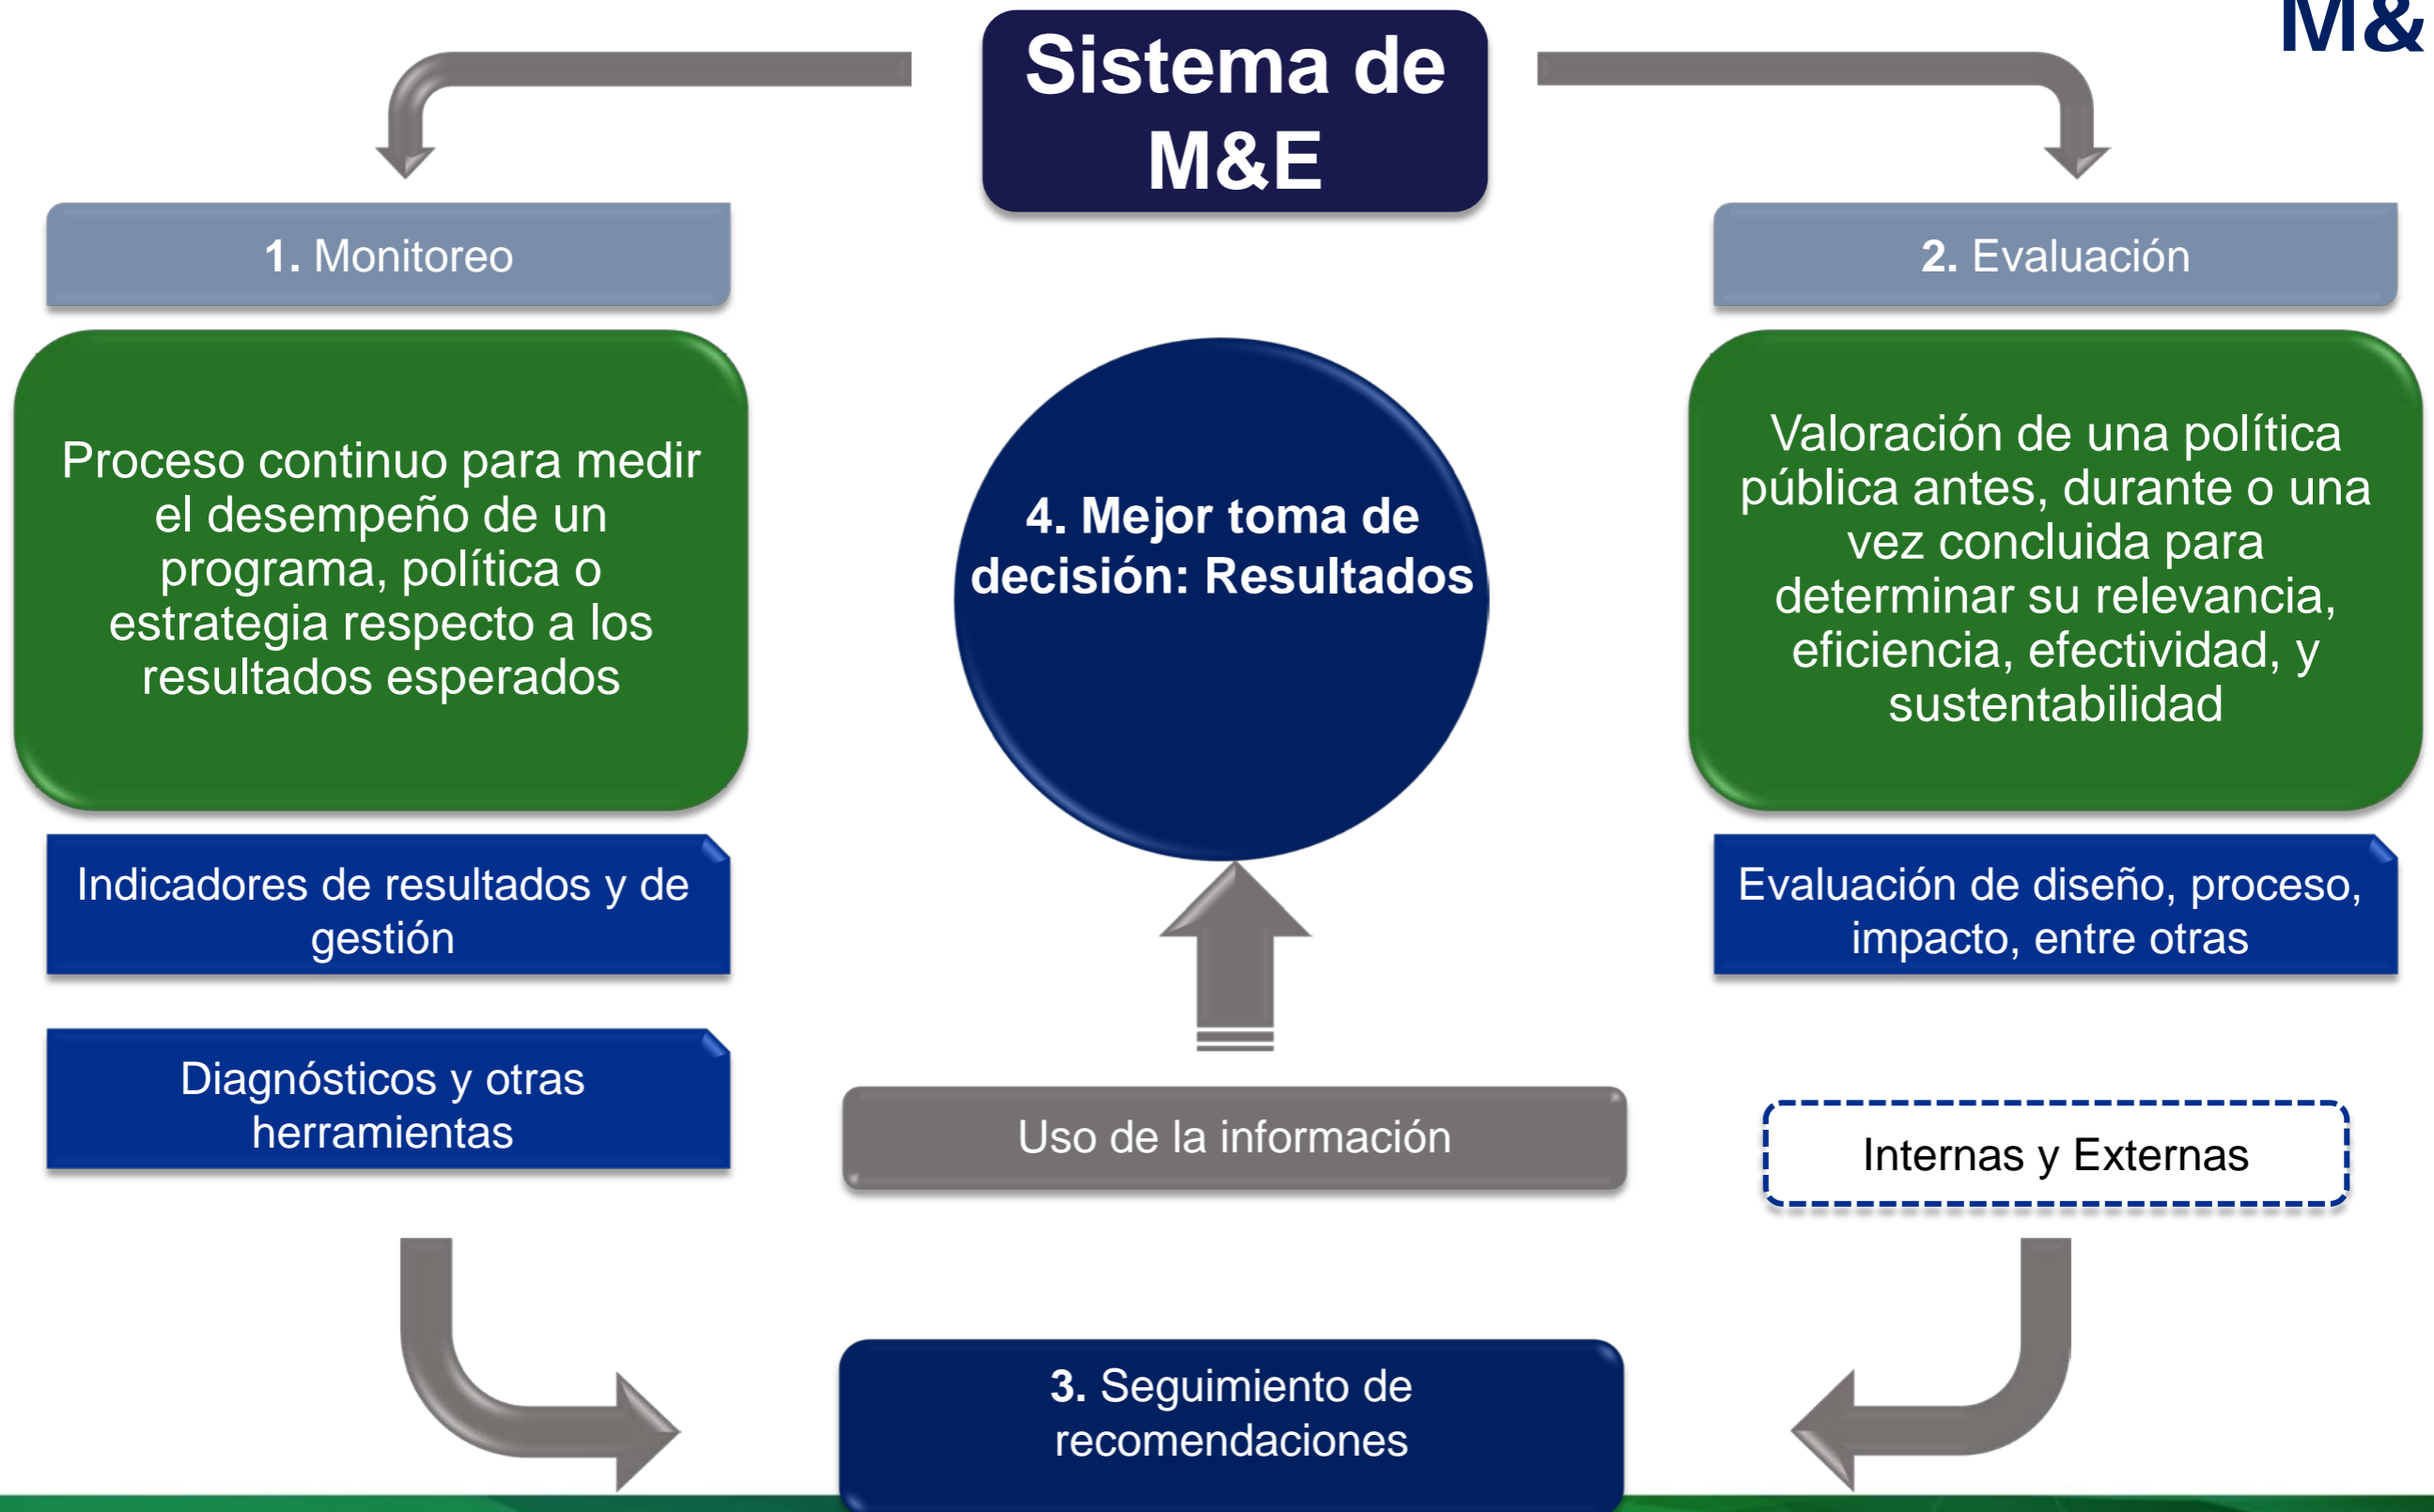 M&
Sistema de
M&E
1. Monitoreo
2. Evaluación
Proceso continuo para medir
el desempeño de un
programa, política o
estrategia respecto a los
resultados esperados
4. Mejor toma de
decisión: Resultados
Valoración de una política
pública antes, durante o una
vez concluida para
determinar su relevancia,
eficiencia, efectividad, y
sustentabilidad
Indicadores de resultados y de
gestión
Evaluación de diseño, proceso,
impacto, entre otras
Diagnósticos y otras
herramientas
Uso de la información
Internas y Externas
3. Seguimiento de
recomendaciones